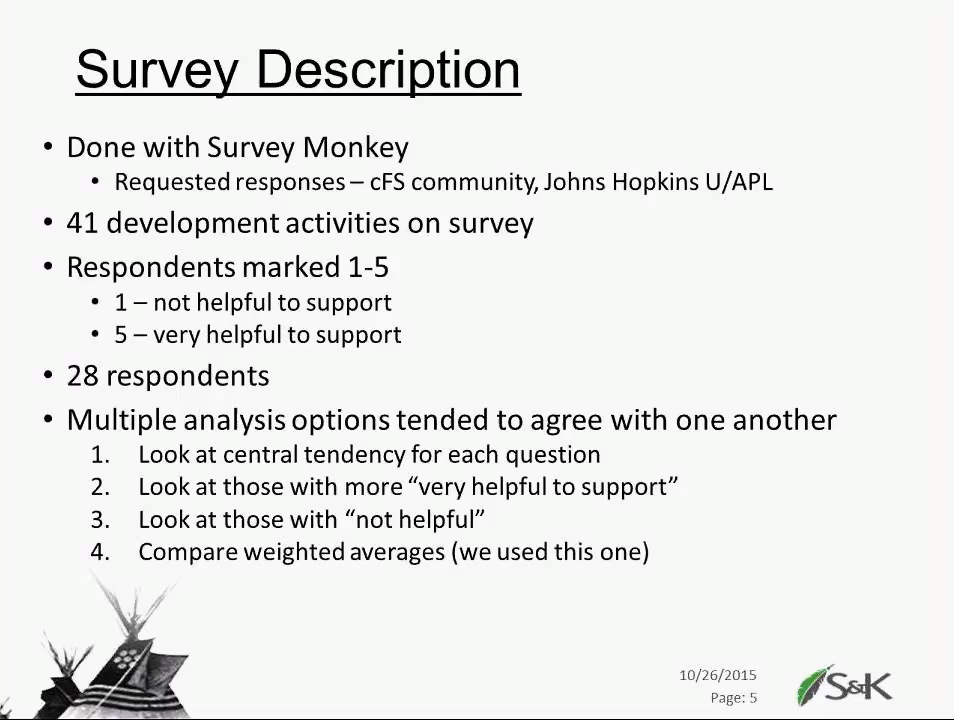 Survey Description
• Done with Survey Monkey
• Requested responses – cFS community, Johns Hopkins U/APL
• 41 development activities on survey
• Respondents marked 1-5
• 1 – not helpful to support
• 5 – very helpful to support
• 28 respondents
• Multiple analysis options tended to agree with one another
1. Look at central tendency for each question
2. Look at those with more “very helpful to support”
3. Look at those with “not helpful”
4. Compare weighted averages (we used this one)
10/26/2015
Page: 5
S&K